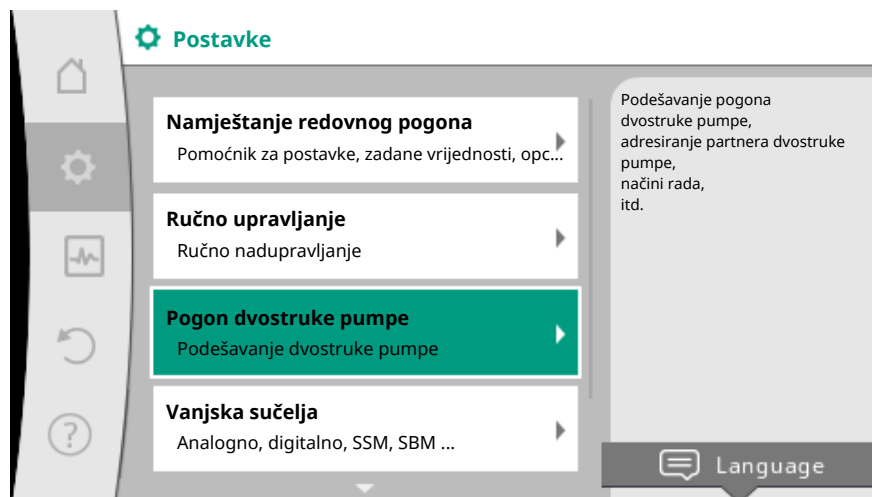 Postavke
Namještanje redovnog pogona
Pomoćnik za postavke, zadane vrijednosti, opc...
Ručno upravljanje
Ručno nadupravljanje
Pogon dvostruke pumpe
Podešavanje dvostruke pumpe
Vanjska sučelja
Analogno, digitalno, SSM, SBM ...
Podešavanje pogona
dvostruke pumpe,
adresiranje partnera dvostruke
pumpe,
načini rada,
itd.
Language